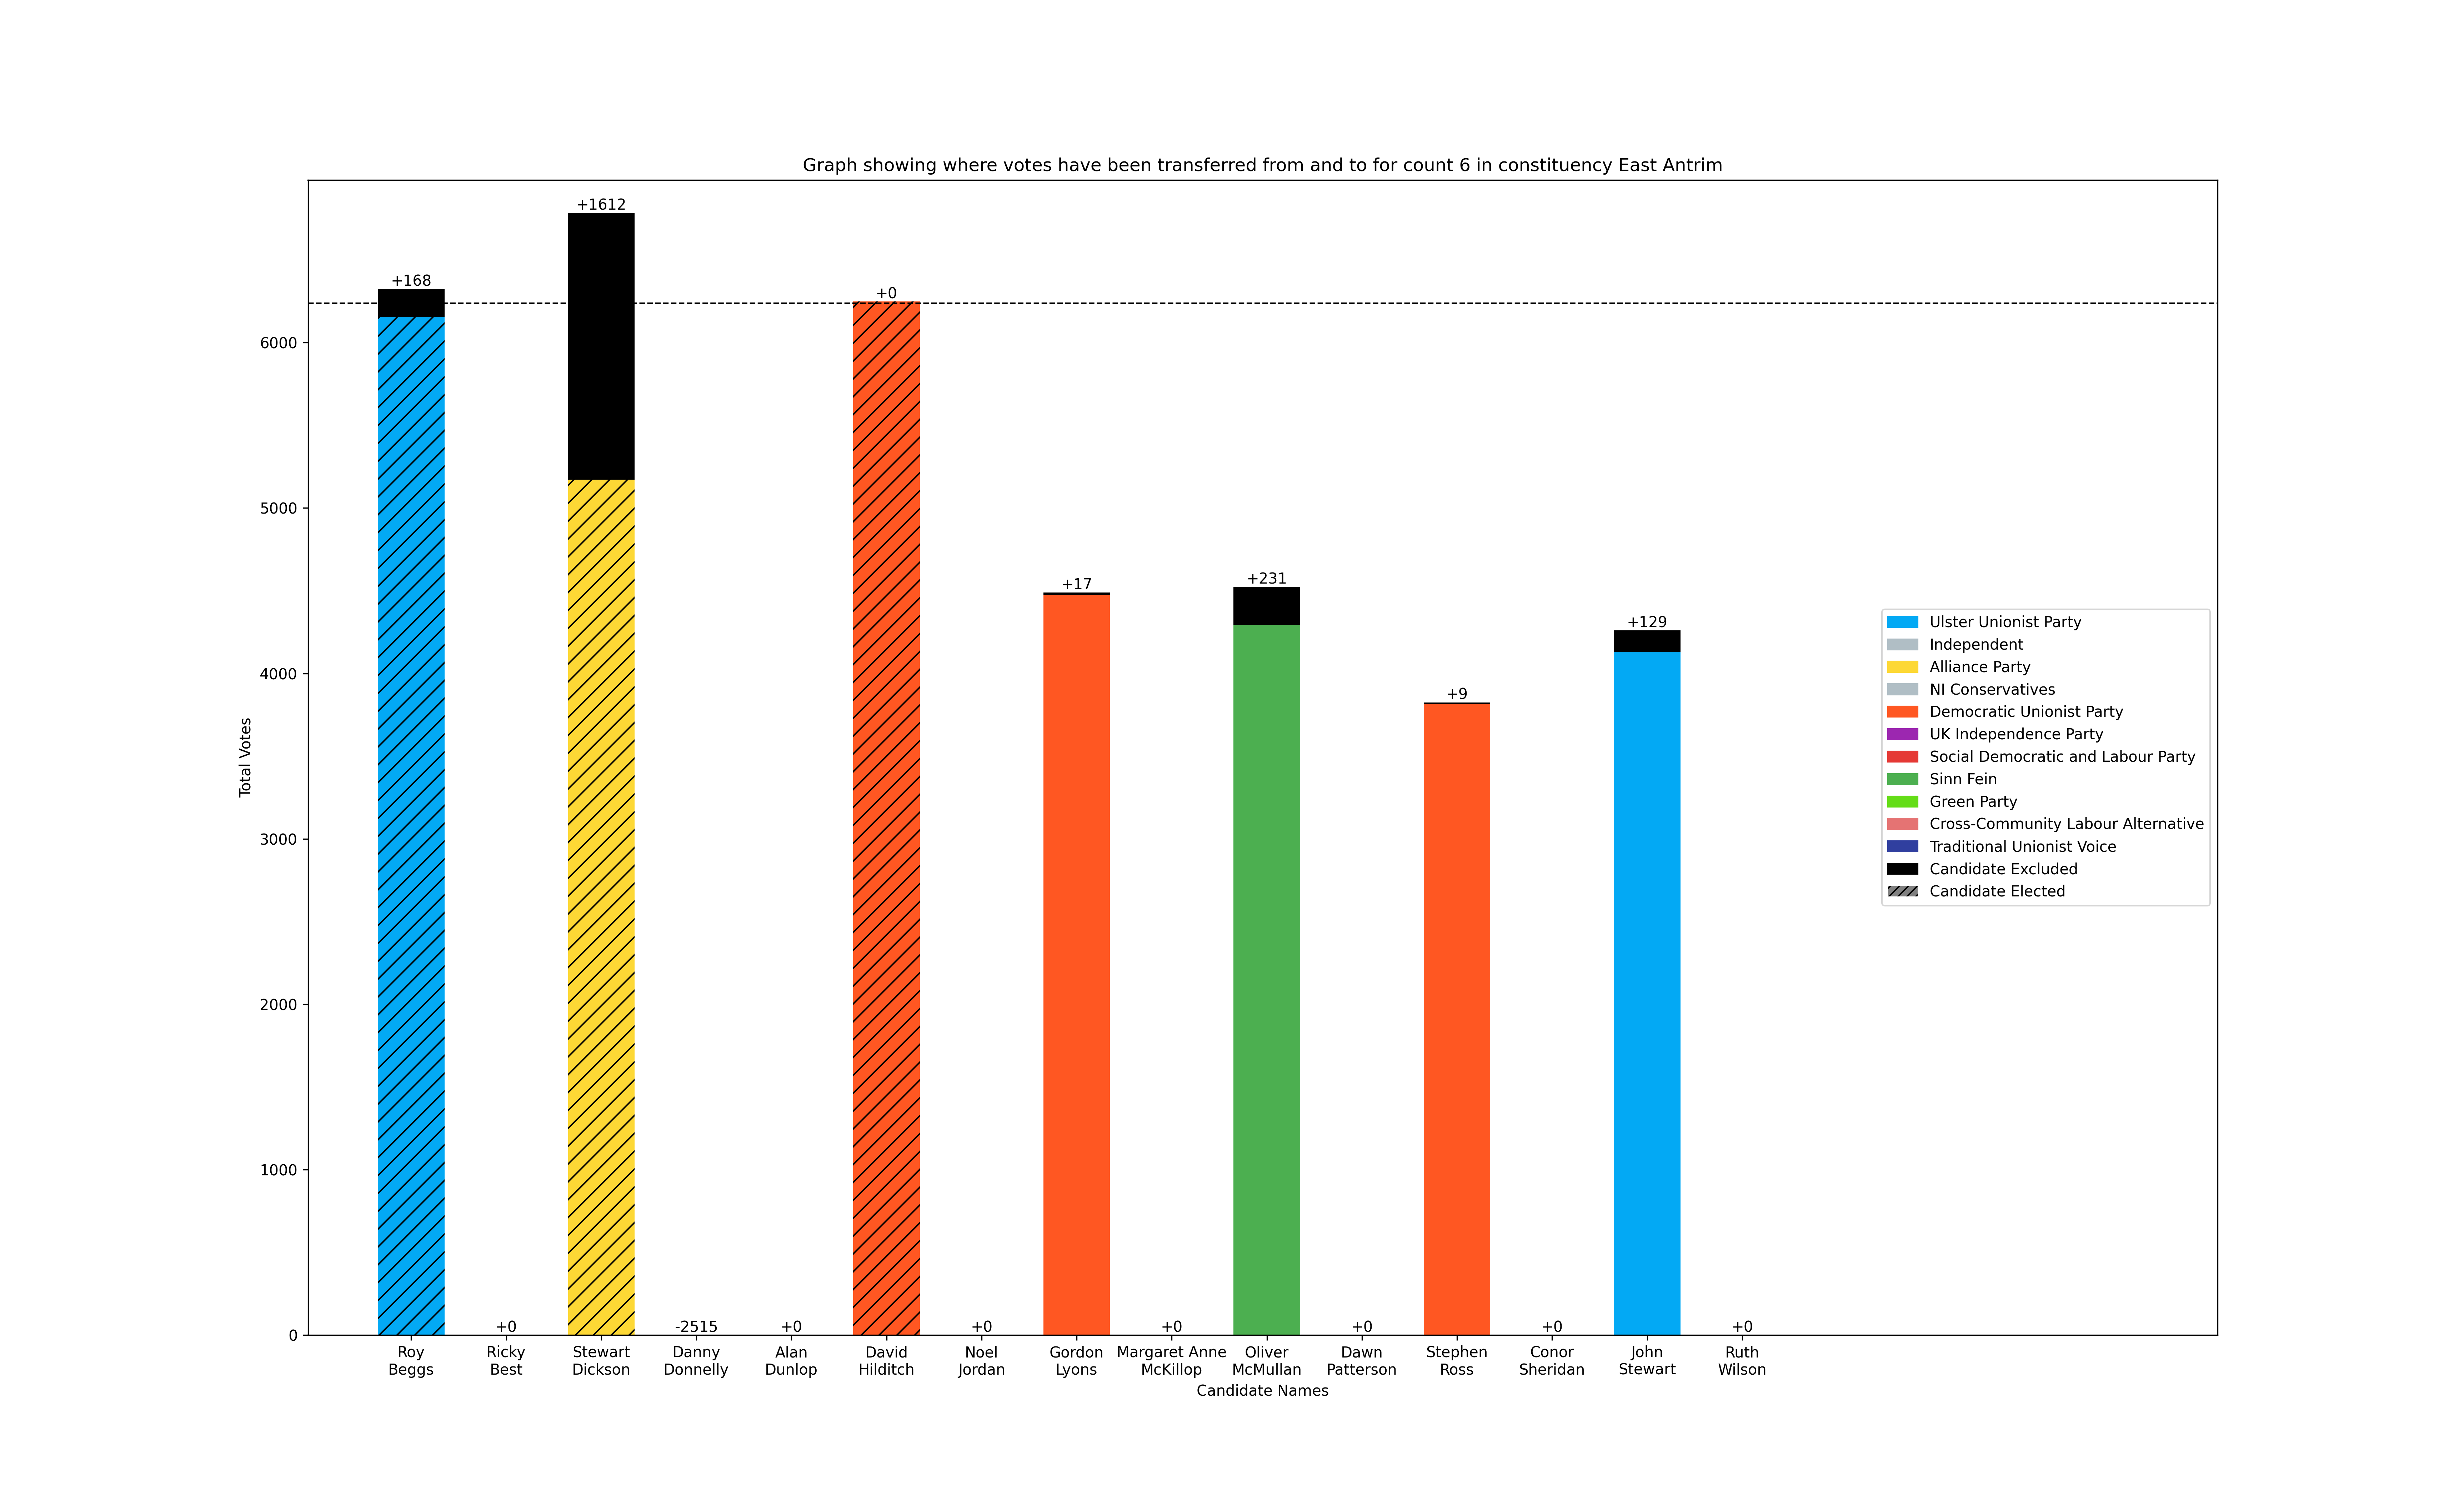 Graph showing where votes have been transferred from and to for count 6 in constituency East Antrim
+1612
+168
+0
+17
+231
+129
+9
+0
-2515
+0
+0
+0
+0
+0
+0
Total Votes
6000
5000
4000
3000
2000
1000
0
Ulster Unionist Party
Independent
Alliance Party
NI Conservatives
Democratic Unionist Party
UK Independence Party
Social Democratic and Labour Party
Sinn Fein
Green Party
Cross-Community Labour Alternative
Traditional Unionist Voice
Candidate Excluded
Candidate Elected
Roy
Beggs
Ricky
Best
Stewart
Dickson
Danny
Donnelly
Alan
Dunlop
David
Hilditch
Noel
Jordan
Gordon
Lyons
Margaret Anne
McKillop
Oliver
McMullan
Dawn
Patterson
Stephen
Ross
Conor
Sheridan
John
Stewart
Ruth
Wilson
Candidate Names